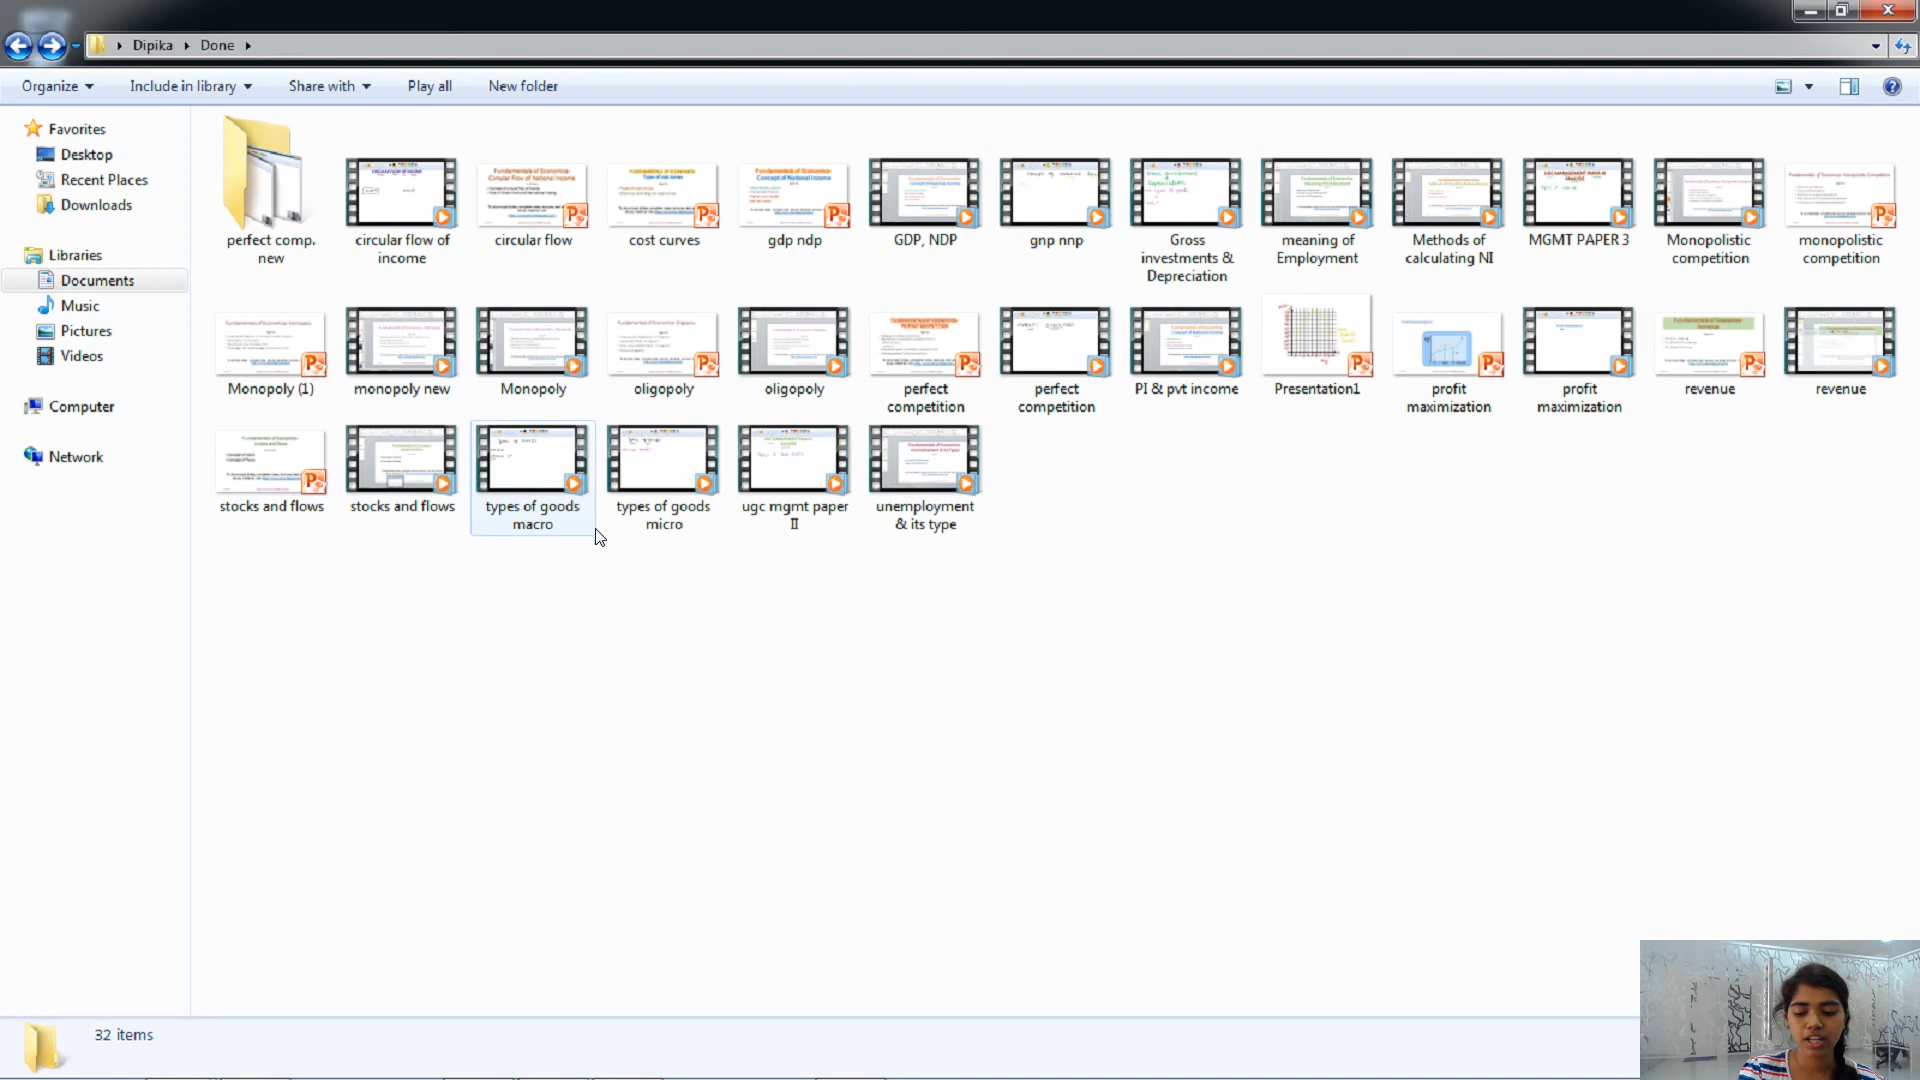 Dipika
Done
Organize
Include in library
Share with
Play all
New folder
Favorites
Desktop
Recent Places
Downloads
Libraries
Documents
Music
Pictures
Videos
Computer
Network
perfect comp.
new
circular flow of
income
circular flow
cost curves
gdp ndp
GDP, NDP
gnp nnp
Gross
investments &
Depreciation
meaning of
Employment
Methods of
calculating NI
MGMT PAPER 3
Monopolistic
competition
monopolistic
competition
Monopoly (1)
monopoly new
Monopoly
oligopoly
oligopoly
perfect
competition
perfect
competition
PI & pvt income
Presentation1
profit
maximization
profit
maximization
revenue
revenue
stocks and flows
stocks and flows
types of goods
macro
types of goods
micro
ugc mgmt paper
II
unemployment
& its type
32 items